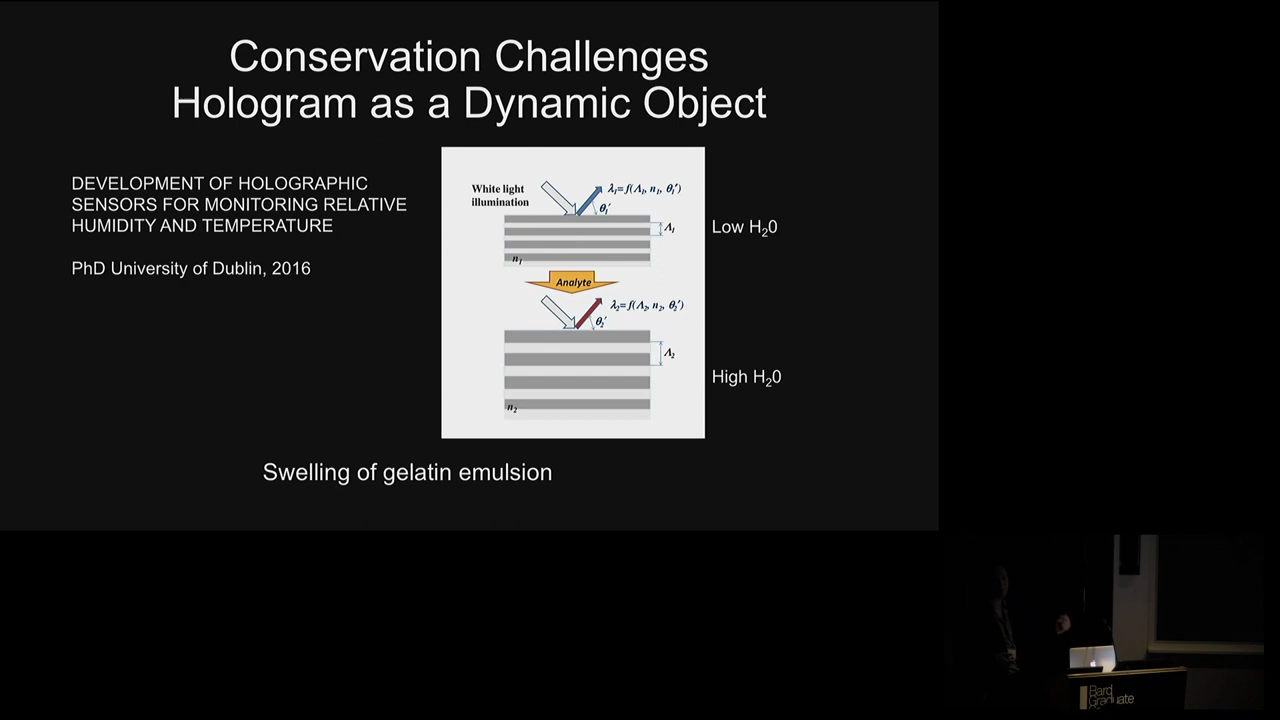 Conservation Challenges
Hologram as a Dynamic Object
DEVELOPMENT OF HOLOGRAPHIC
SENSORS FOR MONITORING RELATIVE
HUMIDITY AND TEMPERATURE
PhD University of Dublin, 2016
White light
illumination
λ₁=f(Λ₁, n₁, θ₁′)
θ₁′
Λ₁
n₁
Low H₂0
Analyte
λ₂=f(Λ₂, n₂, θ₂′)
θ₂′
Λ₂
n₂
High H₂0
Swelling of gelatin emulsion
Bard
Graduate